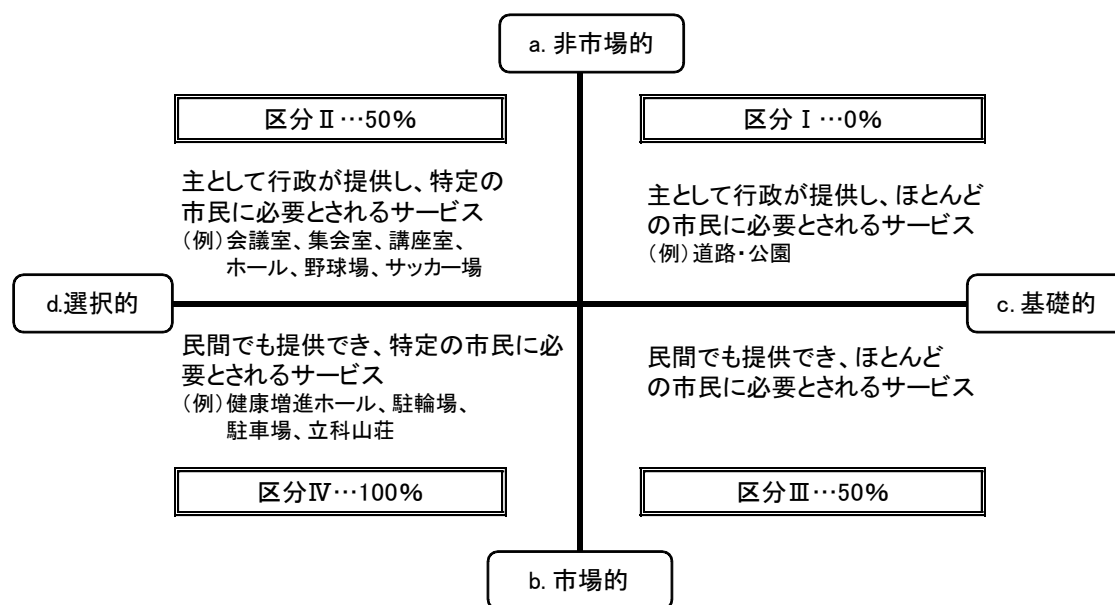 a. 非市場的
区分Ⅱ…50%
主として行政が提供し、特定の
市民に必要とされるサービス
(例)会議室、集会室、講座室、
ホール、野球場、サッカー場
区分Ⅰ…0%
主として行政が提供し、ほとんど
の市民に必要とされるサービス
(例)道路・公園
d.選択的
c. 基礎的
民間でも提供でき、特定の市民に必
要とされるサービス
(例)健康増進ホール、駐輪場、
駐車場、立科山荘
区分Ⅳ…100%
民間でも提供でき、ほとんど
の市民に必要とされるサービス
区分Ⅲ…50%
b. 市場的